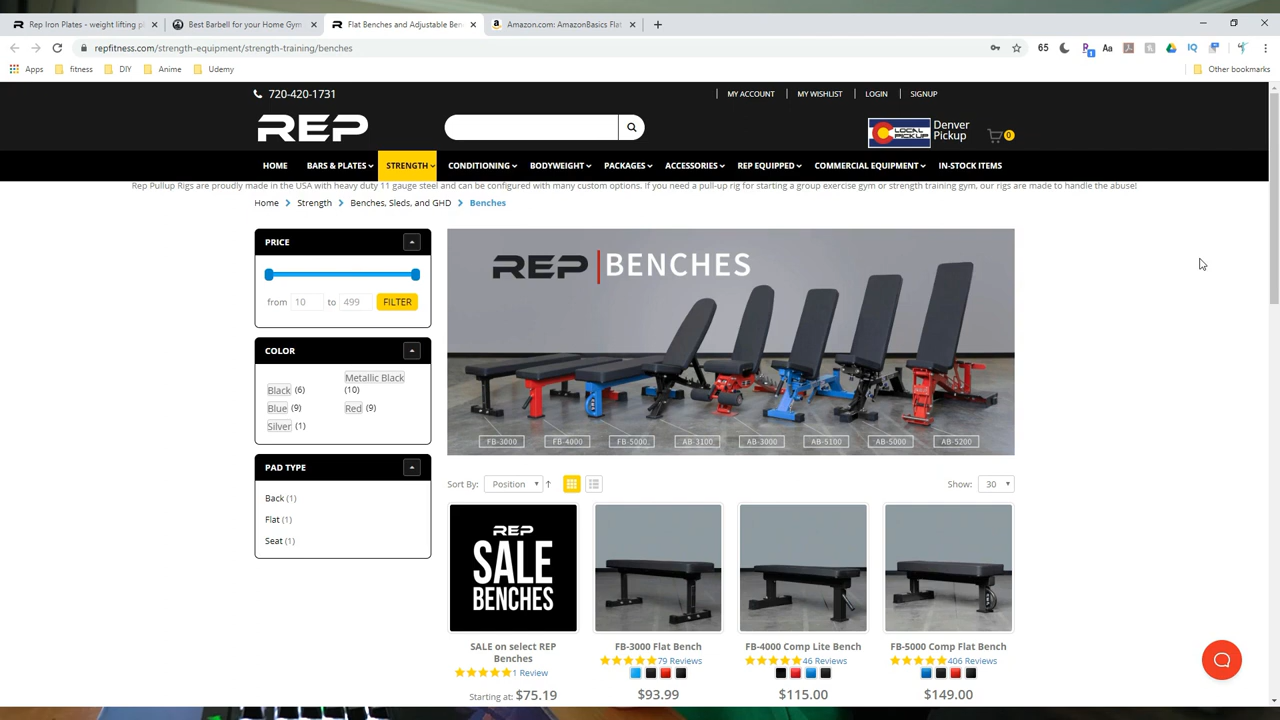 Rep Iron Plates - weight lifting pl
Best Barbell for your Home Gym
Flat Benches and Adjustable Ben
Amazon.com: AmazonBasics Flat
repfitness.com/strength-equipment/strength-training/benches
65
Aa
IQ
Apps
fitness
DIY
Anime
Udemy
Other bookmarks
720-420-1731
MY ACCOUNT
MY WISHLIST
LOGIN
SIGNUP
REP
LOCAL PICKUP
Denver Pickup
0
HOME
BARS & PLATES
STRENGTH
CONDITIONING
BODYWEIGHT
PACKAGES
ACCESSORIES
REP EQUIPPED
COMMERCIAL EQUIPMENT
IN-STOCK ITEMS
Rep Pullup Rigs are proudly made in the USA with heavy duty 11 gauge steel and can be configured with many custom options. If you need a pull-up rig for starting a group exercise gym or strength training gym, our rigs are made to handle the abuse!
Home
Strength
Benches, Sleds, and GHD
Benches
PRICE
from 10 to 499 FILTER
COLOR
Black (6)
Metallic Black (10)
Blue (9)
Red (9)
Silver (1)
PAD TYPE
Back (1)
Flat (1)
Seat (1)
REP BENCHES
FB-3000
FB-4000
FB-5000
AB-3100
AB-3000
AB-5100
AB-5000
AB-5200
Sort By: Position
Show: 30
REP
SALE
BENCHES
SALE on select REP
Benches
1 Review
Starting at: $75.19
FB-3000 Flat Bench
79 Reviews
$93.99
FB-4000 Comp Lite Bench
46 Reviews
$115.00
FB-5000 Comp Flat Bench
406 Reviews
$149.00